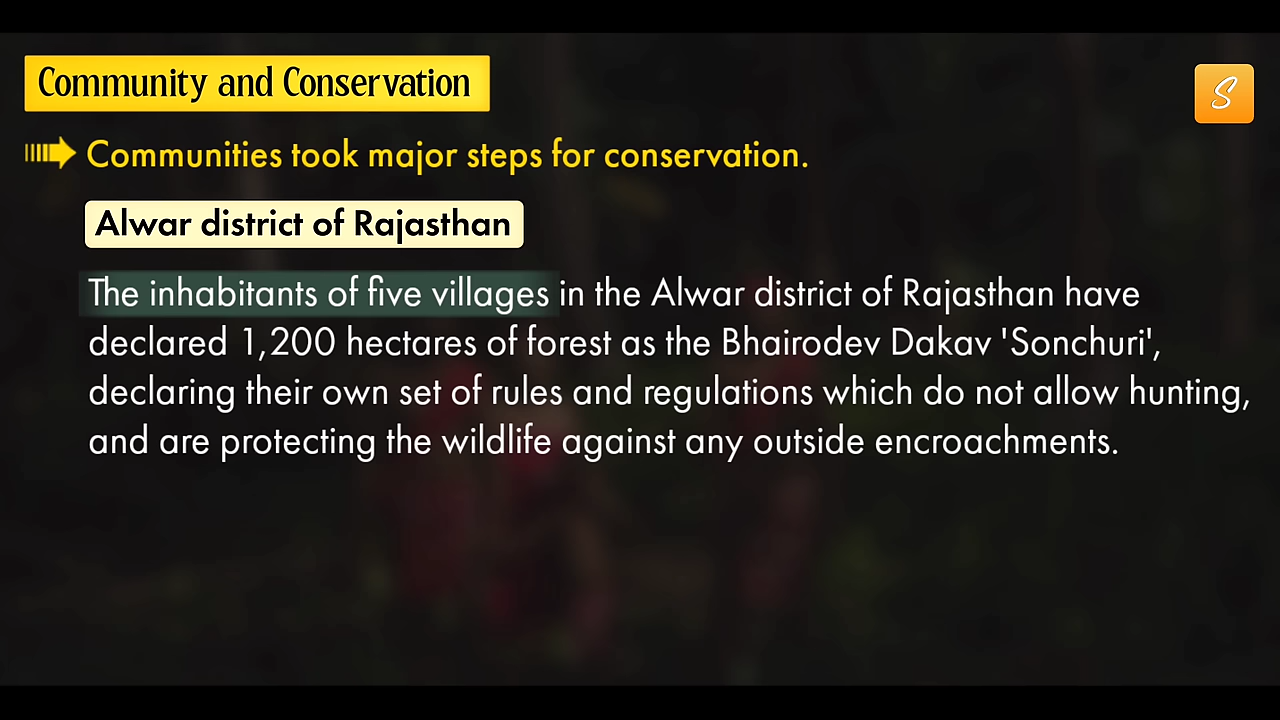 Community and Conservation
S
Communities took major steps for conservation.
Alwar district of Rajasthan
The inhabitants of five villages in the Alwar district of Rajasthan have
declared 1,200 hectares of forest as the Bhairodev Dakav 'Sonchuri',
declaring their own set of rules and regulations which do not allow hunting,
and are protecting the wildlife against any outside encroachments.